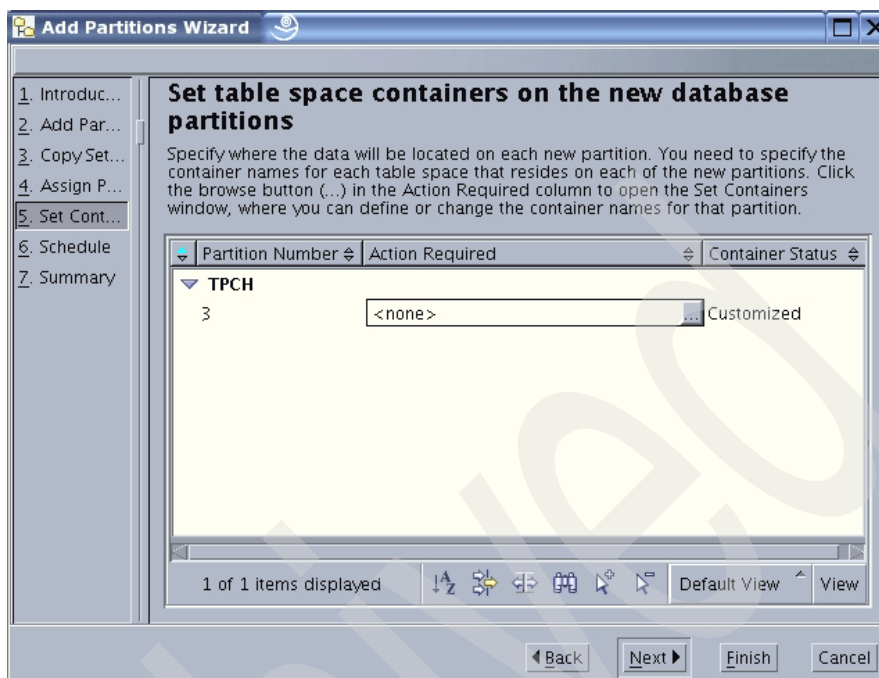 Add Partitions Wizard
1. Introduc...
2. Add Par...
3. Copy Set...
4. Assign P...
5. Set Cont...
6. Schedule
7. Summary
Set table space containers on the new database
partitions
Specify where the data will be located on each new partition. You need to specify the
container names for each table space that resides on each of the new partitions. Click
the browse button (...) in the Action Required column to open the Set Containers
window, where you can define or change the container names for that partition.
Partition Number Action Required Container Status
TPCH
3 <none> ... Customized
1 of 1 items displayed Default View View
Back Next Finish Cancel